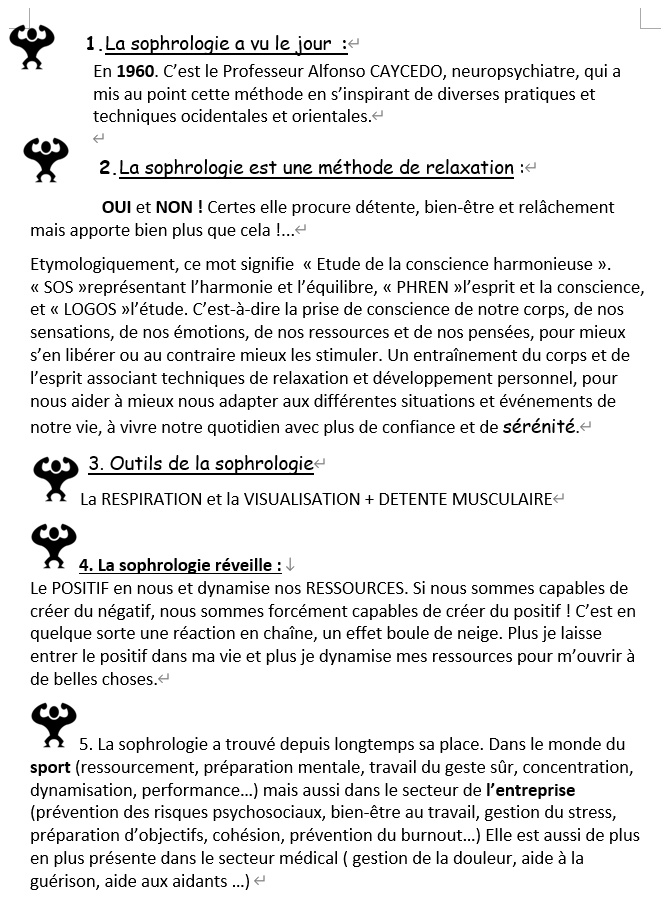 1.La sophrologie a vu le jour :
En 1960. C’est le Professeur Alfonso CAYCEDO, neuropsychiatre, qui a
mis au point cette méthode en s’inspirant de diverses pratiques et
techniques ocidentales et orientales.
2.La sophrologie est une méthode de relaxation :
OUI et NON ! Certes elle procure détente, bien-être et relâchement
mais apporte bien plus que cela !...
Etymologiquement, ce mot signifie « Etude de la conscience harmonieuse ».
« SOS »représentant l’harmonie et l’équilibre, « PHREN »l’esprit et la conscience,
et « LOGOS »l’étude. C’est-à-dire la prise de conscience de notre corps, de nos
sensations, de nos émotions, de nos ressources et de nos pensées, pour mieux
s’en libérer ou au contraire mieux les stimuler. Un entraînement du corps et de
l’esprit associant techniques de relaxation et développement personnel, pour
nous aider à mieux nous adapter aux différentes situations et événements de
notre vie, à vivre notre quotidien avec plus de confiance et de sérénité.
3. Outils de la sophrologie
La RESPIRATION et la VISUALISATION + DETENTE MUSCULAIRE
4. La sophrologie réveille :
Le POSITIF en nous et dynamise nos RESSOURCES. Si nous sommes capables de
créer du négatif, nous sommes forcément capables de créer du positif ! C’est en
quelque sorte une réaction en chaîne, un effet boule de neige. Plus je laisse
entrer le positif dans ma vie et plus je dynamise mes ressources pour m’ouvrir à
de belles choses.
5. La sophrologie a trouvé depuis longtemps sa place. Dans le monde du
sport (ressourcement, préparation mentale, travail du geste sûr, concentration,
dynamisation, performance…) mais aussi dans le secteur de l’entreprise
(prévention des risques psychosociaux, bien-être au travail, gestion du stress,
préparation d’objectifs, cohésion, prévention du burnout…) Elle est aussi de plus
en plus présente dans le secteur médical ( gestion de la douleur, aide à la
guérison, aide aux aidants …)